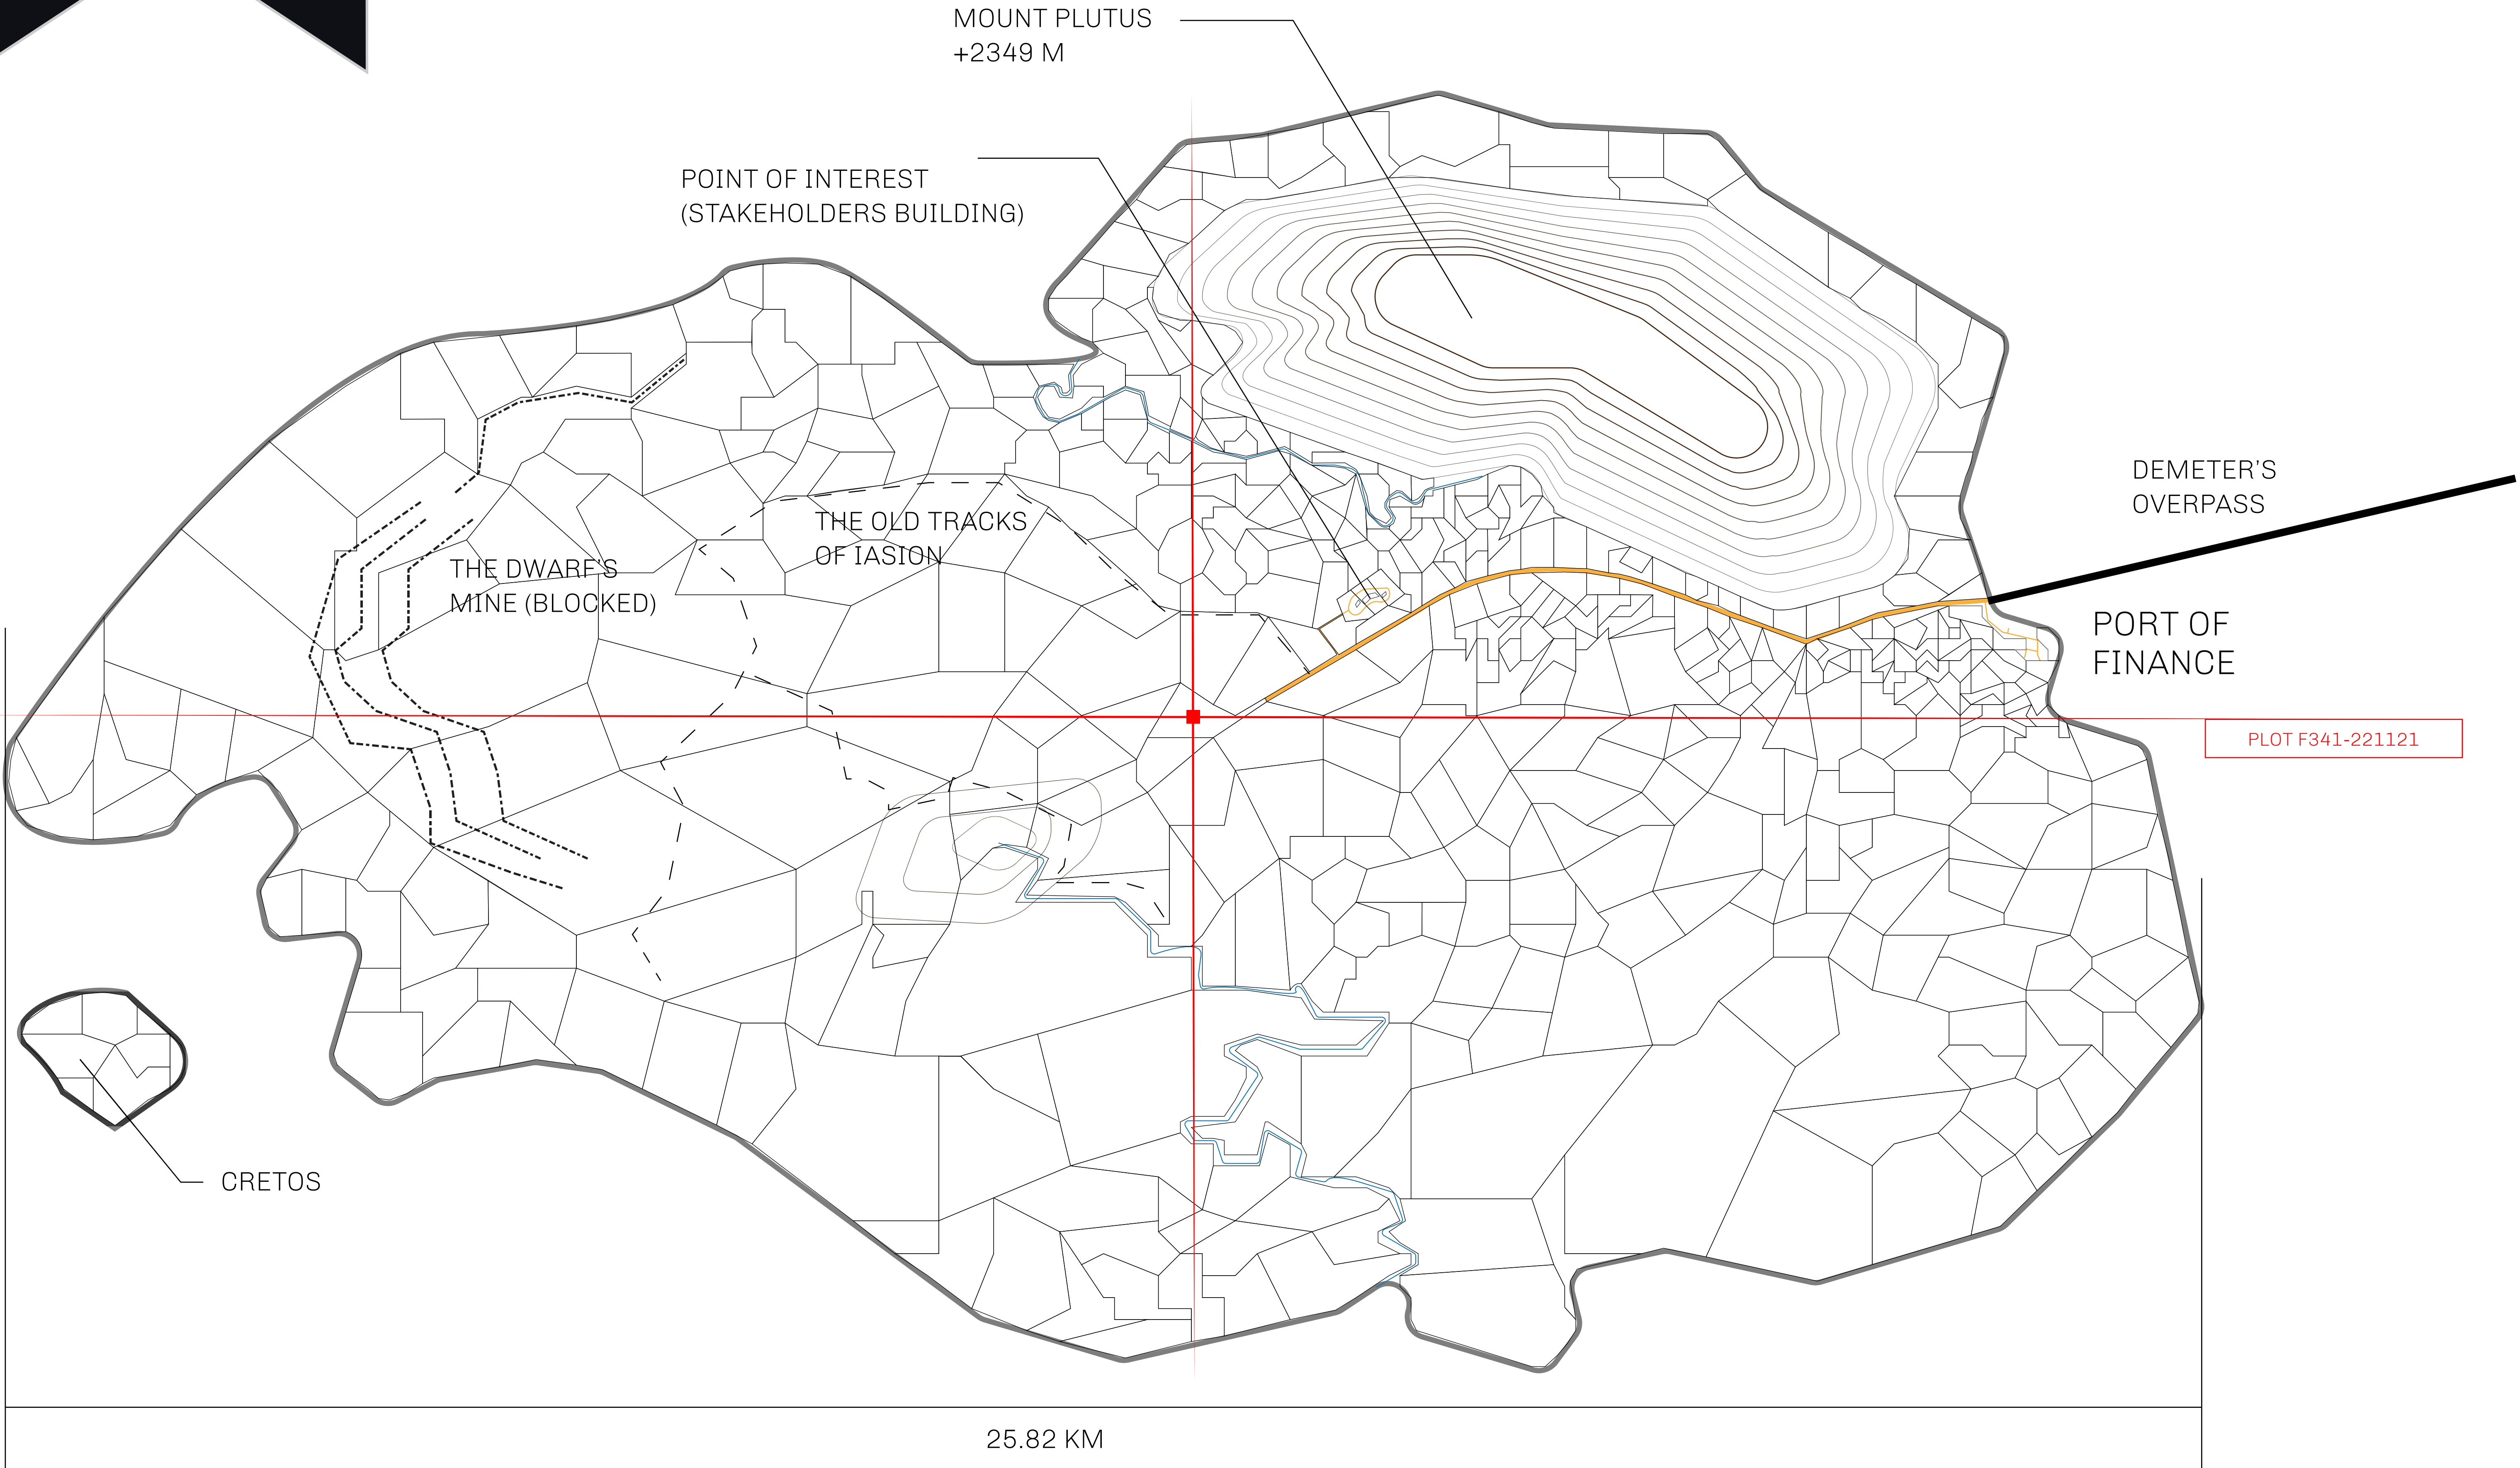 MOUNT PLUTUS
+2349 M
POINT OF INTEREST
(STAKEHOLDERS BUILDING)
DEMETER'S
OVERPASS
THE OLD TRACKS
OF IASION
THE DWARF'S
MINE (BLOCKED)
PORT OF
FINANCE
PLOT F341-221121
CRETOS
25.82 KM